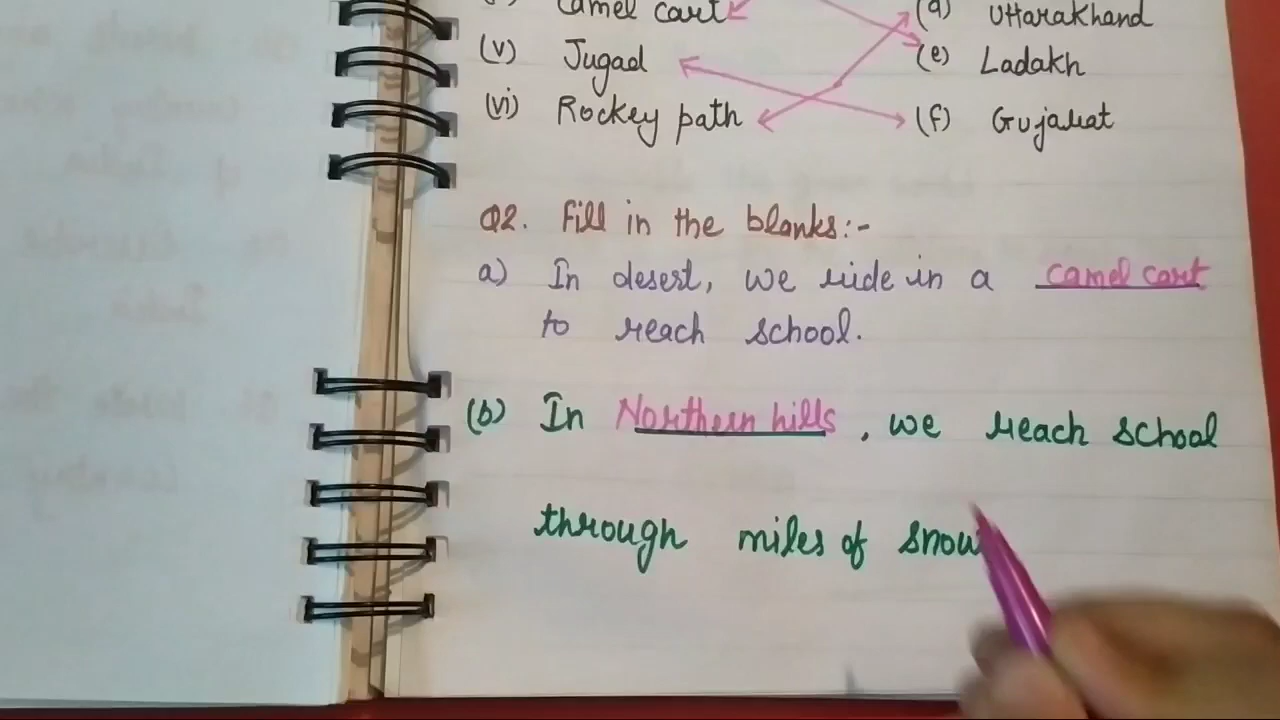 Camel cart (d) Uttarakhand
(v) Jugad (e) Ladakh
(vi) Rockey path (f) Gujarat
Q2. Fill in the blanks:-
a) In desert, we ride in a camel cart
to reach school.
(b) In Northern hills, we reach school
through miles of snow